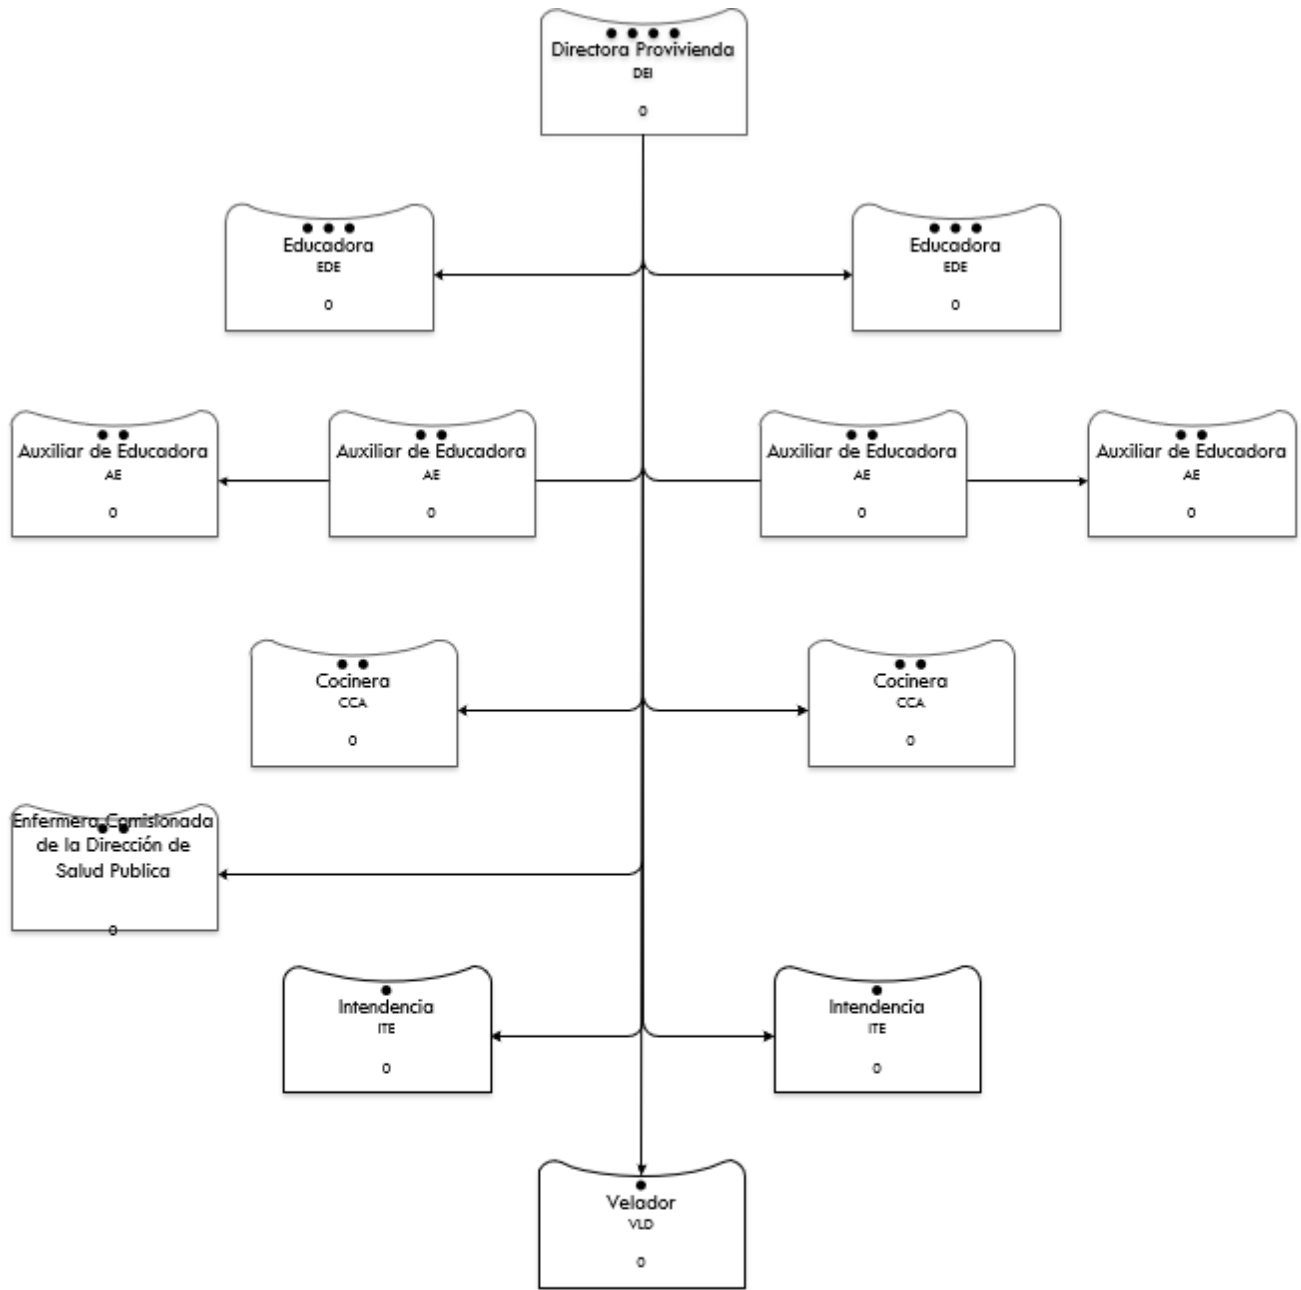 Directora Provivienda
DEI
0
Educadora
EDE
0
Educadora
EDE
0
Auxiliar de Educadora
AE
0
Auxiliar de Educadora
AE
0
Auxiliar de Educadora
AE
0
Auxiliar de Educadora
AE
0
Cocinera
CCA
0
Cocinera
CCA
0
Enfermera Comisionada
de la Dirección de
Salud Publica
0
Intendencia
ITE
0
Intendencia
ITE
0
Velador
VLD
0